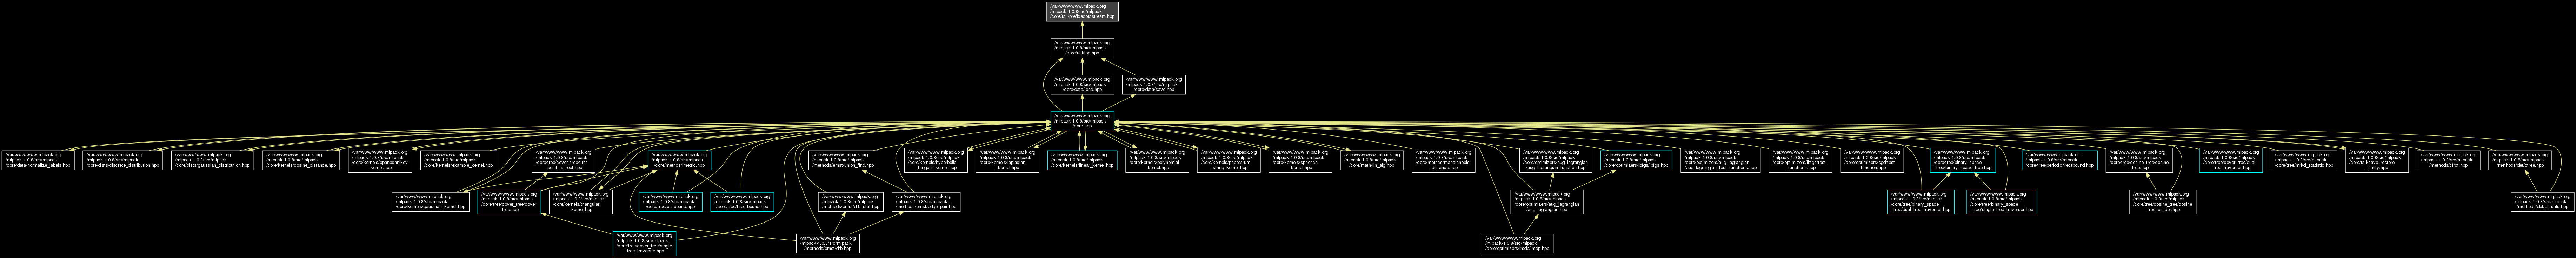 /var/www/www.mlpack.org
/mlpack-1.0.8/src/mlpack
/core/util/prefixedoutstream.hpp
/var/www/www.mlpack.org
/mlpack-1.0.8/src/mlpack
/core/util/log.hpp
/var/www/www.mlpack.org
/mlpack-1.0.8/src/mlpack
/core/data/load.hpp
/var/www/www.mlpack.org
/mlpack-1.0.8/src/mlpack
/core/data/save.hpp
/var/www/www.mlpack.org
/mlpack-1.0.8/src/mlpack
/core.hpp
/var/www/www.mlpack.org
/mlpack-1.0.8/src/mlpack
/core/data/normalize_labels.hpp
/var/www/www.mlpack.org
/mlpack-1.0.8/src/mlpack
/core/dists/discrete_distribution.hpp
/var/www/www.mlpack.org
/mlpack-1.0.8/src/mlpack
/core/dists/gaussian_distribution.hpp
/var/www/www.mlpack.org
/mlpack-1.0.8/src/mlpack
/core/kernels/cosine_distance.hpp
/var/www/www.mlpack.org
/mlpack-1.0.8/src/mlpack
/core/kernels/epanechnikov
_kernel.hpp
/var/www/www.mlpack.org
/mlpack-1.0.8/src/mlpack
/core/kernels/example_kernel.hpp
/var/www/www.mlpack.org
/mlpack-1.0.8/src/mlpack
/core/tree/cover_tree/first
_point_is_root.hpp
/var/www/www.mlpack.org
/mlpack-1.0.8/src/mlpack
/core/metrics/lmetric.hpp
/var/www/www.mlpack.org
/mlpack-1.0.8/src/mlpack
/methods/emst/union_find.hpp
/var/www/www.mlpack.org
/mlpack-1.0.8/src/mlpack
/core/kernels/hyperbolic
_tangent_kernel.hpp
/var/www/www.mlpack.org
/mlpack-1.0.8/src/mlpack
/core/kernels/laplacian
_kernel.hpp
/var/www/www.mlpack.org
/mlpack-1.0.8/src/mlpack
/core/kernels/linear_kernel.hpp
/var/www/www.mlpack.org
/mlpack-1.0.8/src/mlpack
/core/kernels/polynomial
_kernel.hpp
/var/www/www.mlpack.org
/mlpack-1.0.8/src/mlpack
/core/kernels/pspectrum
_string_kernel.hpp
/var/www/www.mlpack.org
/mlpack-1.0.8/src/mlpack
/core/kernels/spherical
_kernel.hpp
/var/www/www.mlpack.org
/mlpack-1.0.8/src/mlpack
/core/math/lin_alg.hpp
/var/www/www.mlpack.org
/mlpack-1.0.8/src/mlpack
/core/metrics/mahalanobis
_distance.hpp
/var/www/www.mlpack.org
/mlpack-1.0.8/src/mlpack
/core/optimizers/aug_lagrangian
/aug_lagrangian_function.hpp
/var/www/www.mlpack.org
/mlpack-1.0.8/src/mlpack
/core/optimizers/lbfgs/lbfgs.hpp
/var/www/www.mlpack.org
/mlpack-1.0.8/src/mlpack
/core/optimizers/aug_lagrangian
/aug_lagrangian_test_functions.hpp
/var/www/www.mlpack.org
/mlpack-1.0.8/src/mlpack
/core/optimizers/lbfgs/test
_functions.hpp
/var/www/www.mlpack.org
/mlpack-1.0.8/src/mlpack
/core/optimizers/sgd/test
_function.hpp
/var/www/www.mlpack.org
/mlpack-1.0.8/src/mlpack
/core/tree/binary_space
_tree/binary_space_tree.hpp
/var/www/www.mlpack.org
/mlpack-1.0.8/src/mlpack
/core/tree/periodichrectbound.hpp
/var/www/www.mlpack.org
/mlpack-1.0.8/src/mlpack
/core/tree/cosine_tree/cosine
_tree.hpp
/var/www/www.mlpack.org
/mlpack-1.0.8/src/mlpack
/core/tree/cover_tree/dual
_tree_traverser.hpp
/var/www/www.mlpack.org
/mlpack-1.0.8/src/mlpack
/core/tree/mrkd_statistic.hpp
/var/www/www.mlpack.org
/mlpack-1.0.8/src/mlpack
/core/util/save_restore
_utility.hpp
/var/www/www.mlpack.org
/mlpack-1.0.8/src/mlpack
/methods/cf/cf.hpp
/var/www/www.mlpack.org
/mlpack-1.0.8/src/mlpack
/methods/det/dtree.hpp
/var/www/www.mlpack.org
/mlpack-1.0.8/src/mlpack
/core/kernels/gaussian_kernel.hpp
/var/www/www.mlpack.org
/mlpack-1.0.8/src/mlpack
/core/tree/cover_tree/cover
_tree.hpp
/var/www/www.mlpack.org
/mlpack-1.0.8/src/mlpack
/core/kernels/triangular
_kernel.hpp
/var/www/www.mlpack.org
/mlpack-1.0.8/src/mlpack
/core/tree/ballbound.hpp
/var/www/www.mlpack.org
/mlpack-1.0.8/src/mlpack
/core/tree/hrectbound.hpp
/var/www/www.mlpack.org
/mlpack-1.0.8/src/mlpack
/methods/emst/dtb_stat.hpp
/var/www/www.mlpack.org
/mlpack-1.0.8/src/mlpack
/methods/emst/edge_pair.hpp
/var/www/www.mlpack.org
/mlpack-1.0.8/src/mlpack
/core/optimizers/aug_lagrangian
/aug_lagrangian.hpp
/var/www/www.mlpack.org
/mlpack-1.0.8/src/mlpack
/core/tree/binary_space
_tree/dual_tree_traverser.hpp
/var/www/www.mlpack.org
/mlpack-1.0.8/src/mlpack
/core/tree/binary_space
_tree/single_tree_traverser.hpp
/var/www/www.mlpack.org
/mlpack-1.0.8/src/mlpack
/core/tree/cosine_tree/cosine
_tree_builder.hpp
/var/www/www.mlpack.org
/mlpack-1.0.8/src/mlpack
/methods/det/dt_utils.hpp
/var/www/www.mlpack.org
/mlpack-1.0.8/src/mlpack
/core/tree/cover_tree/single
_tree_traverser.hpp
/var/www/www.mlpack.org
/mlpack-1.0.8/src/mlpack
/methods/emst/dtb.hpp
/var/www/www.mlpack.org
/mlpack-1.0.8/src/mlpack
/core/optimizers/lrsdp/lrsdp.hpp